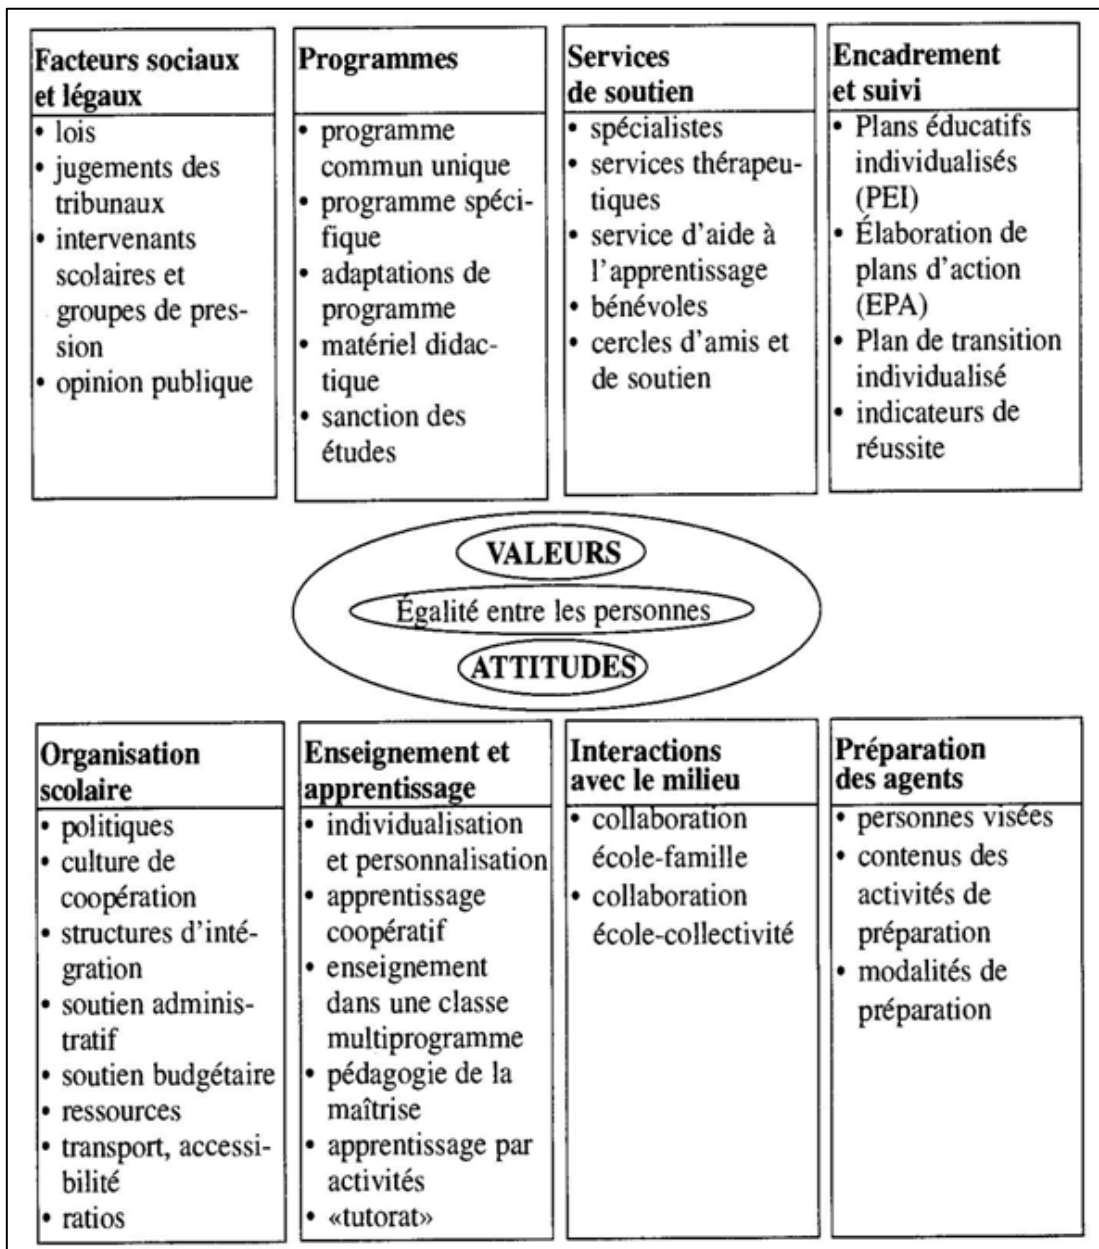 Facteurs sociaux
et légaux
• lois
• jugements des
tribunaux
• intervenants
scolaires et
groupes de pres-
sion
• opinion publique
Programmes
• programme
commun unique
• programme spéci-
fique
• adaptations de
programme
• matériel didac-
tique
• sanction des
études
Services
de soutien
• spécialistes
• services thérapeu-
tiques
• service d'aide à
l'apprentissage
• bénévoles
• cercles d'amis et
de soutien
Encadrement
et suivi
• Plans éducatifs
individualisés
(PEI)
• Élaboration de
plans d'action
(EPA)
• Plan de transition
individualisé
• indicateurs de
réussite
VALEURS
Égalité entre les personnes
ATTITUDES
Organisation
scolaire
• politiques
• culture de
coopération
• structures d'inté-
gration
• soutien adminis-
tratif
• soutien budgétaire
• ressources
• transport, accessi-
bilité
• ratios
Enseignement et
apprentissage
• individualisation
et personnalisation
• apprentissage
coopératif
• enseignement
dans une classe
multiprogramme
• pédagogie de la
maîtrise
• apprentissage par
activités
• «tutorat»
Interactions
avec le milieu
• collaboration
école-famille
• collaboration
école-collectivité
Préparation
des agents
• personnes visées
• contenus des
activités de
préparation
• modalités de
préparation